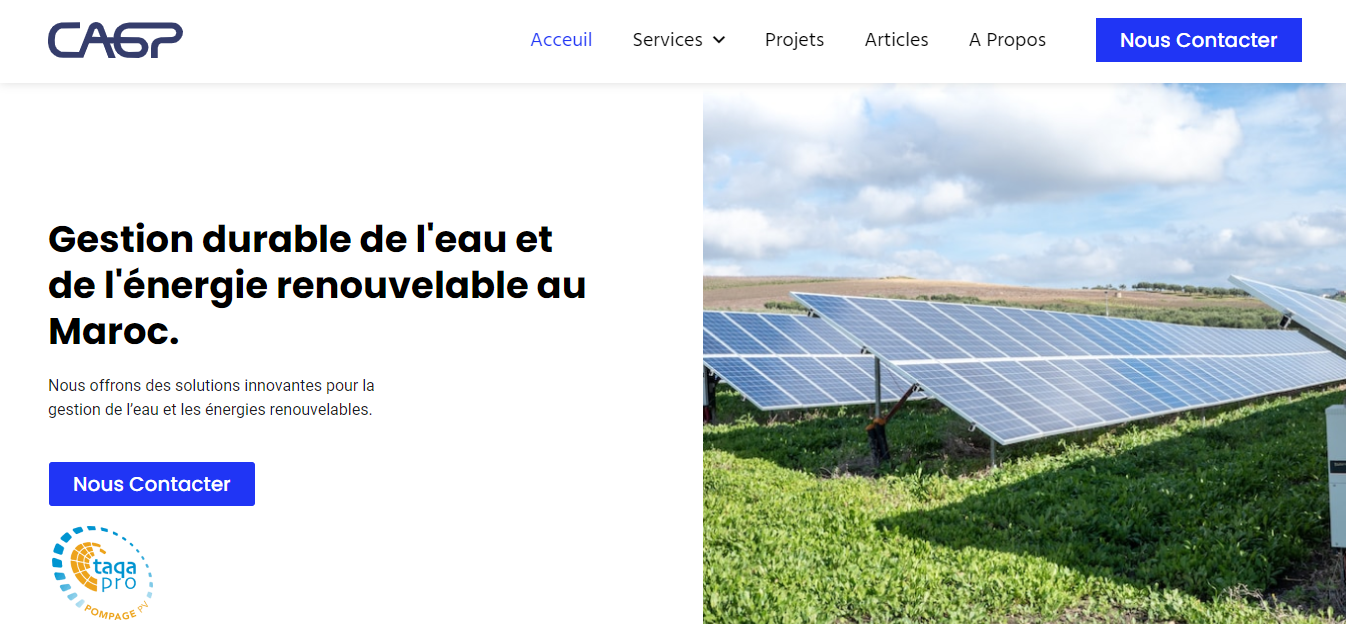 CAGP
Acceuil
Services
Projets
Articles
A Propos
Nous Contacter
Gestion durable de l'eau et
de l'énergie renouvelable au
Maroc.
Nous offrons des solutions innovantes pour la
gestion de l’eau et les énergies renouvelables.
Nous Contacter
taqa
pro
POMPAGE PV